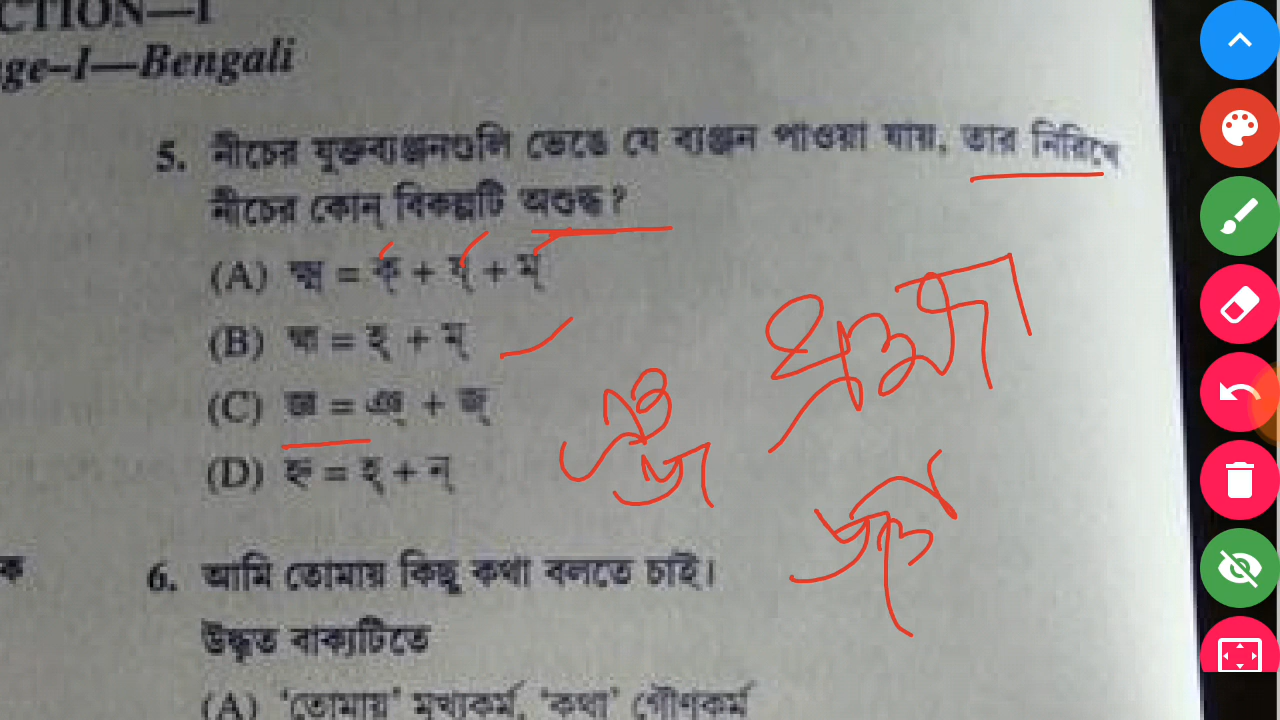 CTION—I
age–I—Bengali
5. নীচের যুক্তব্যঞ্জনগুলি ভেঙে যে ব্যঞ্জন পাওয়া যায়, তার নিরিখে
নীচের কোন্ বিকল্পটি অশুদ্ধ?
(A) ক্ষ্ম = ক্ + ষ্ + ম্
(B) হ্ম = হ্ + ম্
(C) জ্ঞ = ঞ্ + জ্
(D) হ্ন = হ্ + ন্
ক
6. আমি তোমায় কিছু কথা বলতে চাই।
উদ্ধৃত বাক্যটিতে
(A) 'তোমায়' মুখ্যকর্ম, 'কথা' গৌণকর্ম